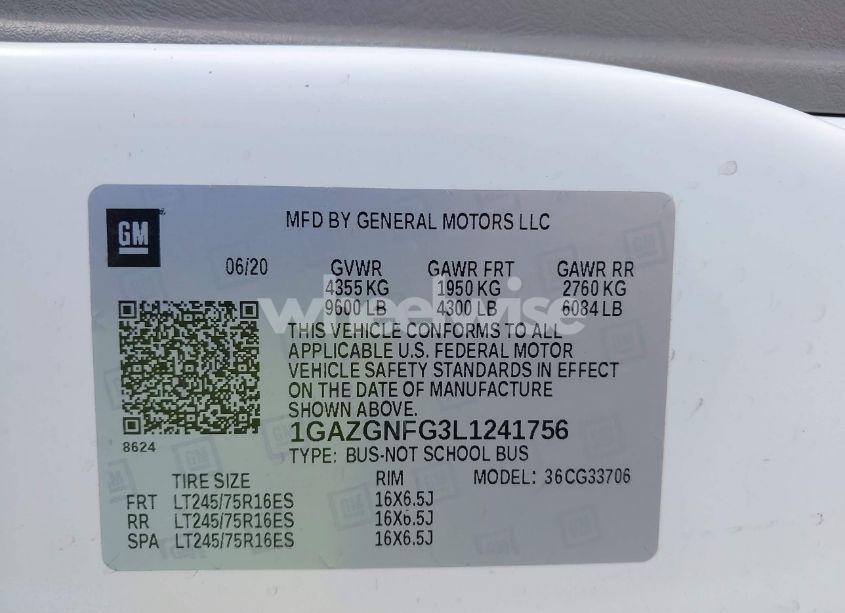 GM
MFD BY GENERAL MOTORS LLC
06/20 GVWR GAWR FRT GAWR RR
4355 KG 1950 KG 2760 KG
9600 LB 4300 LB 6084 LB
wheelwise
THIS VEHICLE CONFORMS TO ALL
APPLICABLE U.S. FEDERAL MOTOR
VEHICLE SAFETY STANDARDS IN EFFECT
ON THE DATE OF MANUFACTURE
SHOWN ABOVE.
1GAZGNFG3L1241756
8624
TYPE: BUS-NOT SCHOOL BUS
TIRE SIZE RIM MODEL: 36CG33706
FRT LT245/75R16ES 16X6.5J
RR LT245/75R16ES 16X6.5J
SPA LT245/75R16ES 16X6.5J